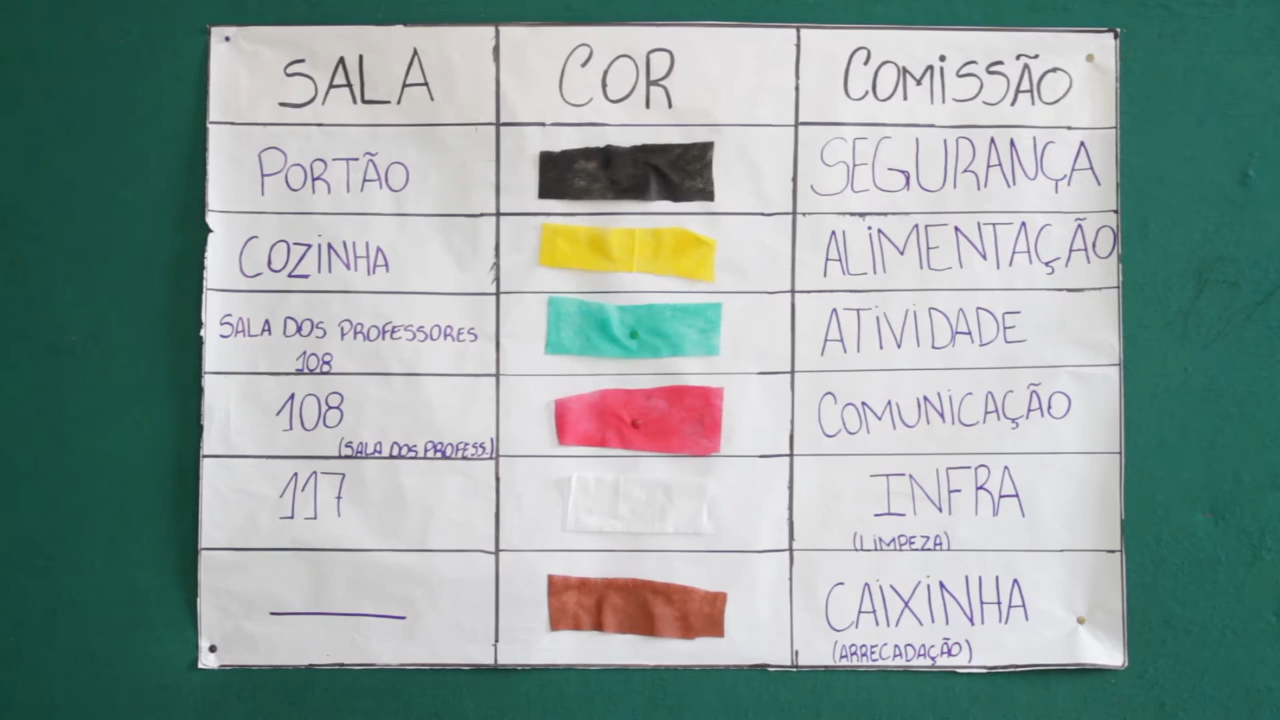 SALA COR COMISSÃO
PORTÃO SEGURANÇA
COZINHA ALIMENTAÇÃO
SALA DOS PROFESSORES ATIVIDADE
108
108 COMUNICAÇÃO
(SALA DOS PROFESS.)
117 INFRA
(LIMPEZA)
CAIXINHA
(ARRECADAÇÃO)